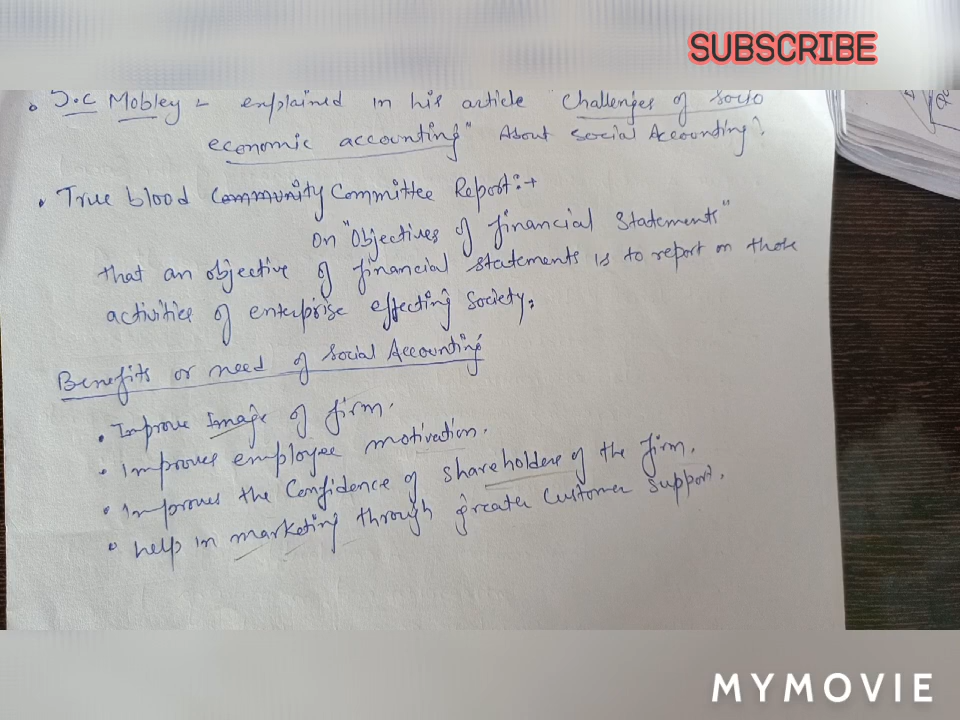 SUBSCRIBE
• S.C Mobley - explained in his article "Challenges of Socio
economic accounting" About social Accounting?
• True blood Community Committee Report:→
On "Objectives of financial Statements"
that an objective of financial statements is to report on those
activities of enterprise effecting Society.
Benefits or need of Social Accounting
• Improve Image of firm.
• Improves employee motivation.
• Improves the Confidence of shareholders of the firm.
• help in marketing through greater Customer support.
MYMOVIE